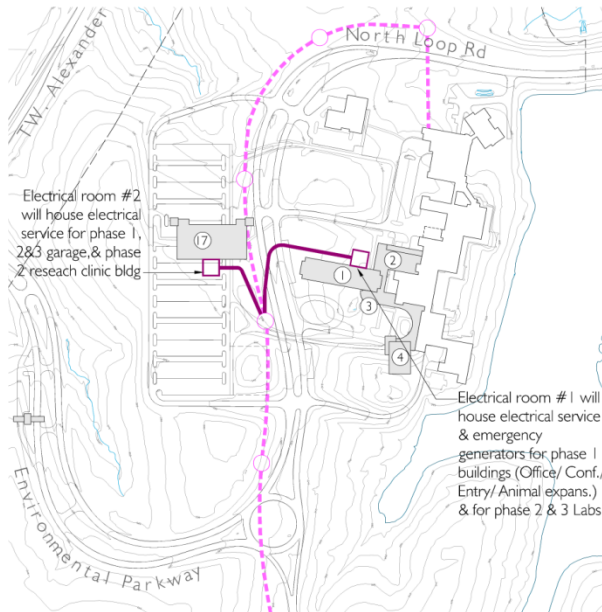 North Loop Rd
T.W. Alexander
Electrical room #2
will house electrical
service for phase 1,
2&3 garage,& phase
2 reseach clinic bldg
17
1
2
3
4
Electrical room #1 will
house electrical service
& emergency
generators for phase 1
buildings (Office/ Conf./
Entry/ Animal expans.)
& for phase 2 & 3 Labs
Environmental Parkway